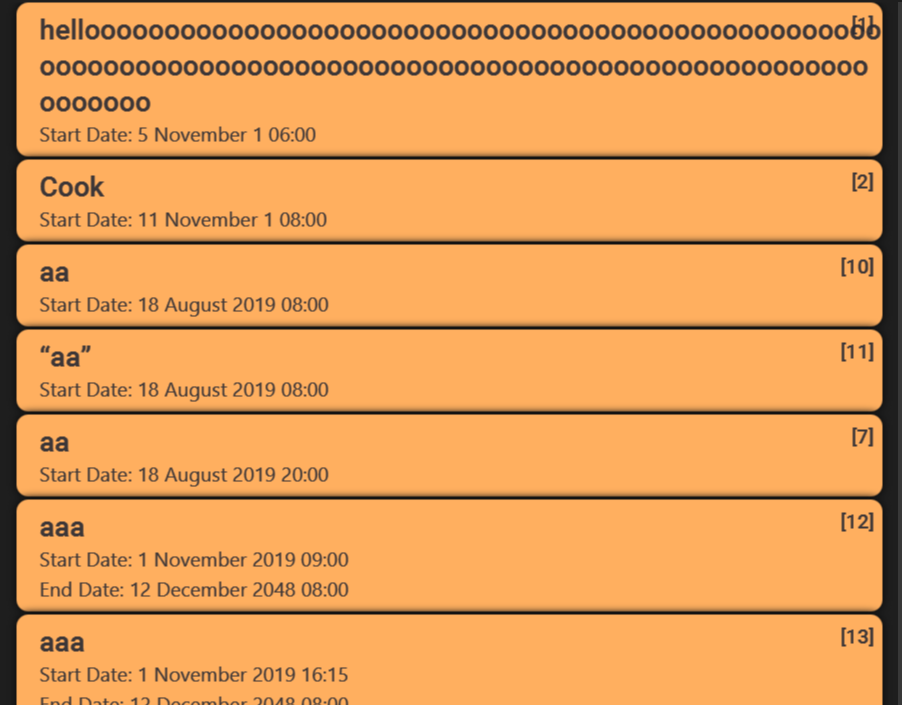 helloooooooooooooooooooooooooooooooooooooooooooooooooo [1]
oooooooooooooooooooooooooooooooooooooooooooooooooooo
ooooooo
Start Date: 5 November 1 06:00
Cook [2]
Start Date: 11 November 1 08:00
aa [10]
Start Date: 18 August 2019 08:00
“aa” [11]
Start Date: 18 August 2019 08:00
aa [7]
Start Date: 18 August 2019 20:00
aaa [12]
Start Date: 1 November 2019 09:00
End Date: 12 December 2048 08:00
aaa [13]
Start Date: 1 November 2019 16:15
End Date: 12 December 2048 08:00